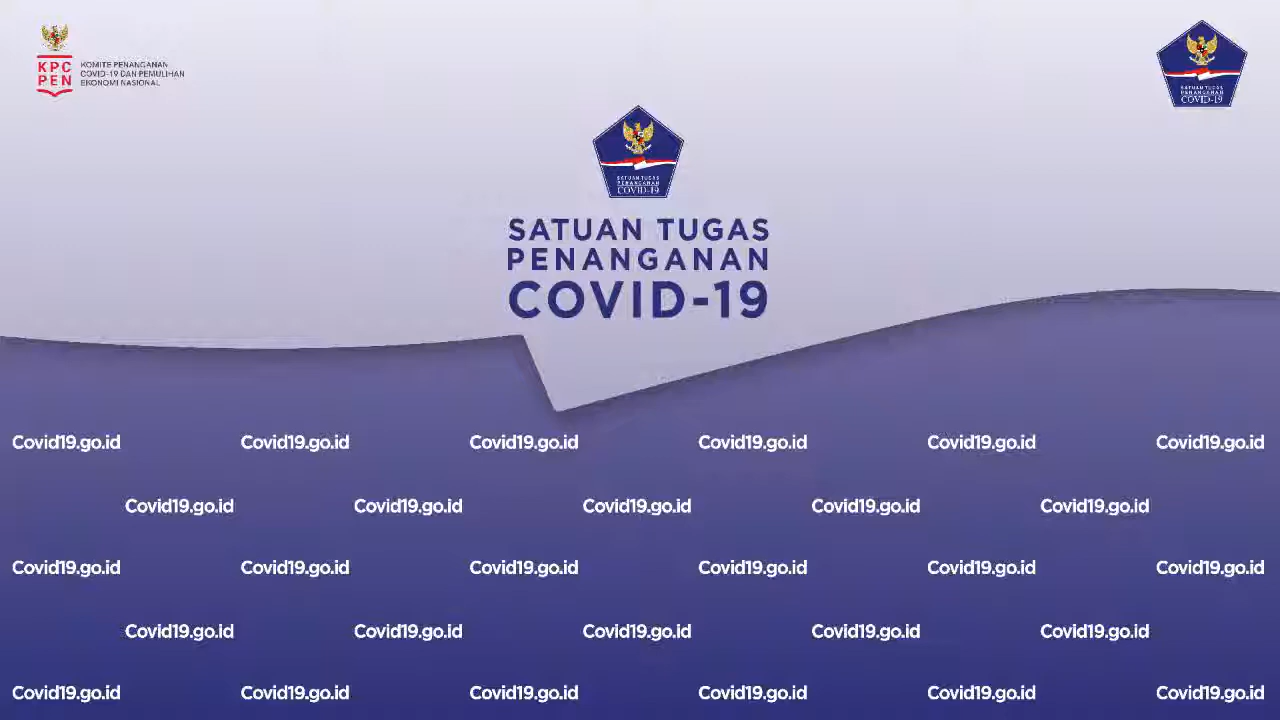 KPC
PEN
KOMITE PENANGANAN
COVID-19 DAN PEMULIHAN
EKONOMI NASIONAL
SATUAN TUGAS
PENANGANAN
COVID-19
SATUAN TUGAS
PENANGANAN
COVID-19
SATUAN TUGAS
PENANGANAN
COVID-19
Covid19.go.id Covid19.go.id Covid19.go.id Covid19.go.id Covid19.go.id Covid19.go.id
Covid19.go.id Covid19.go.id Covid19.go.id Covid19.go.id Covid19.go.id
Covid19.go.id Covid19.go.id Covid19.go.id Covid19.go.id Covid19.go.id Covid19.go.id
Covid19.go.id Covid19.go.id Covid19.go.id Covid19.go.id Covid19.go.id
Covid19.go.id Covid19.go.id Covid19.go.id Covid19.go.id Covid19.go.id Covid19.go.id